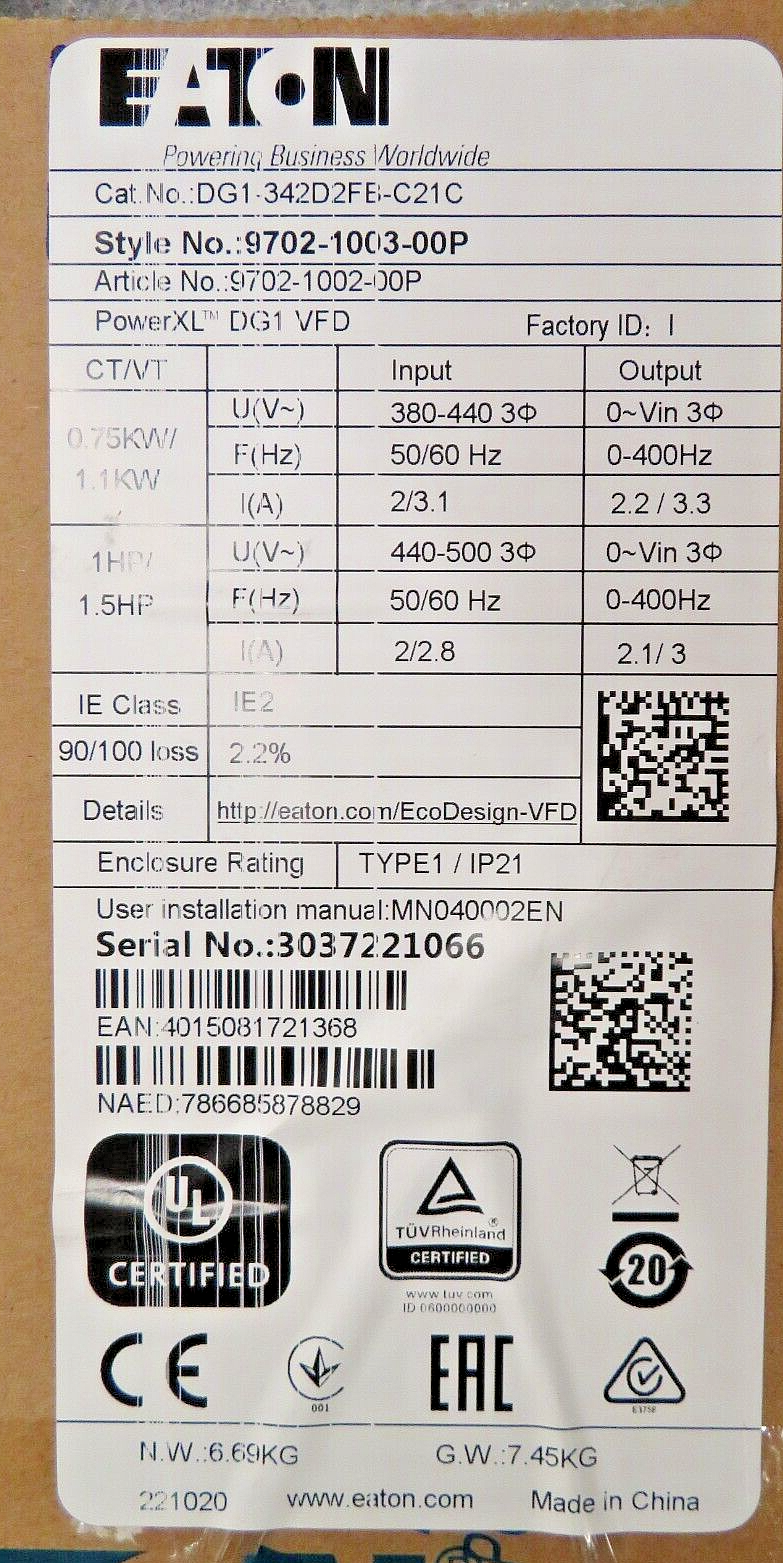 EATON
Powering Business Worldwide
Cat.No.:DG1-342D2FB-C21C
Style No.:9702-1003-00P
Article No.:9702-1002-00P
PowerXL™ DG1 VFD Factory ID: I
CT/VT Input Output
0.75KW/ 1.1KW U(V~) 380-440 3Φ 0~Vin 3Φ
F(Hz) 50/60 Hz 0-400Hz
I(A) 2/3.1 2.2 / 3.3
1HP/ 1.5HP U(V~) 440-500 3Φ 0~Vin 3Φ
F(Hz) 50/60 Hz 0-400Hz
I(A) 2/2.8 2.1/ 3
IE Class IE2
90/100 loss 2.2%
Details http://eaton.com/EcoDesign-VFD
Enclosure Rating TYPE1 / IP21
User installation manual:MN040002EN
Serial No.:3037221066
EAN:4015081721368
NAED:786685878829
UL
CERTIFIED
TÜVRheinland®
CERTIFIED
www.tuv.com
ID 0600000000
20
CE
001
EAC
E1758
N.W.:6.69KG G.W.:7.45KG
221020 www.eaton.com Made in China